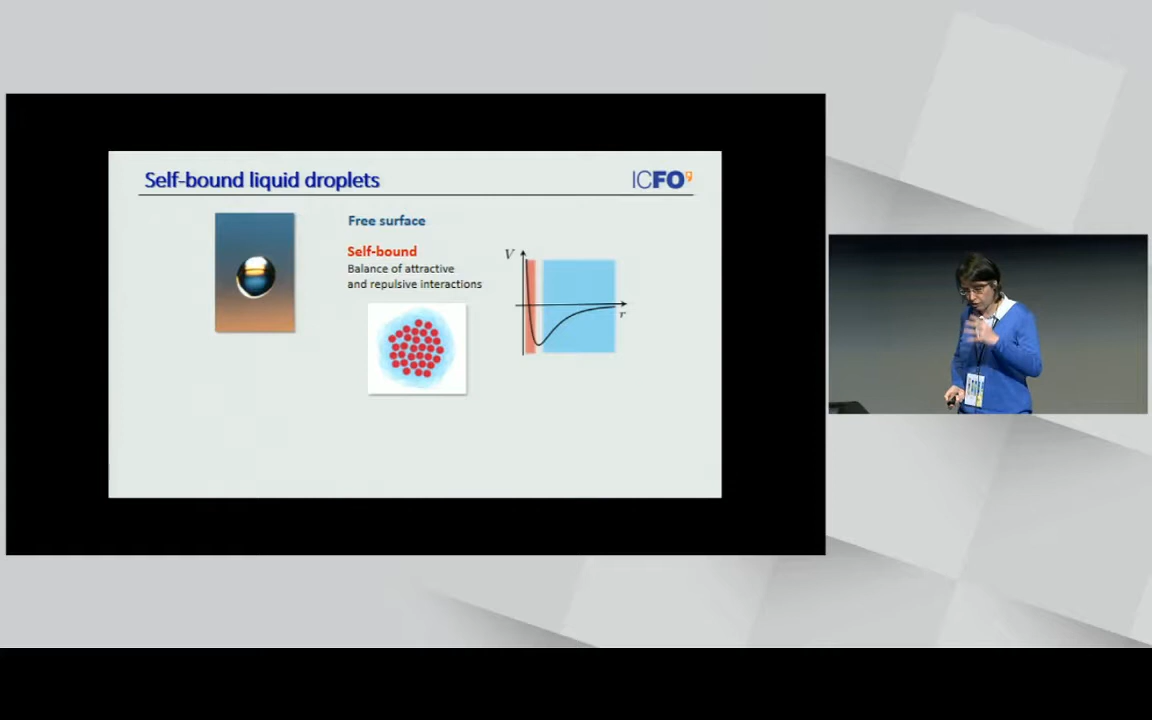 Self-bound liquid droplets
ICFO
Free surface
Self-bound
Balance of attractive
and repulsive interactions
V
r